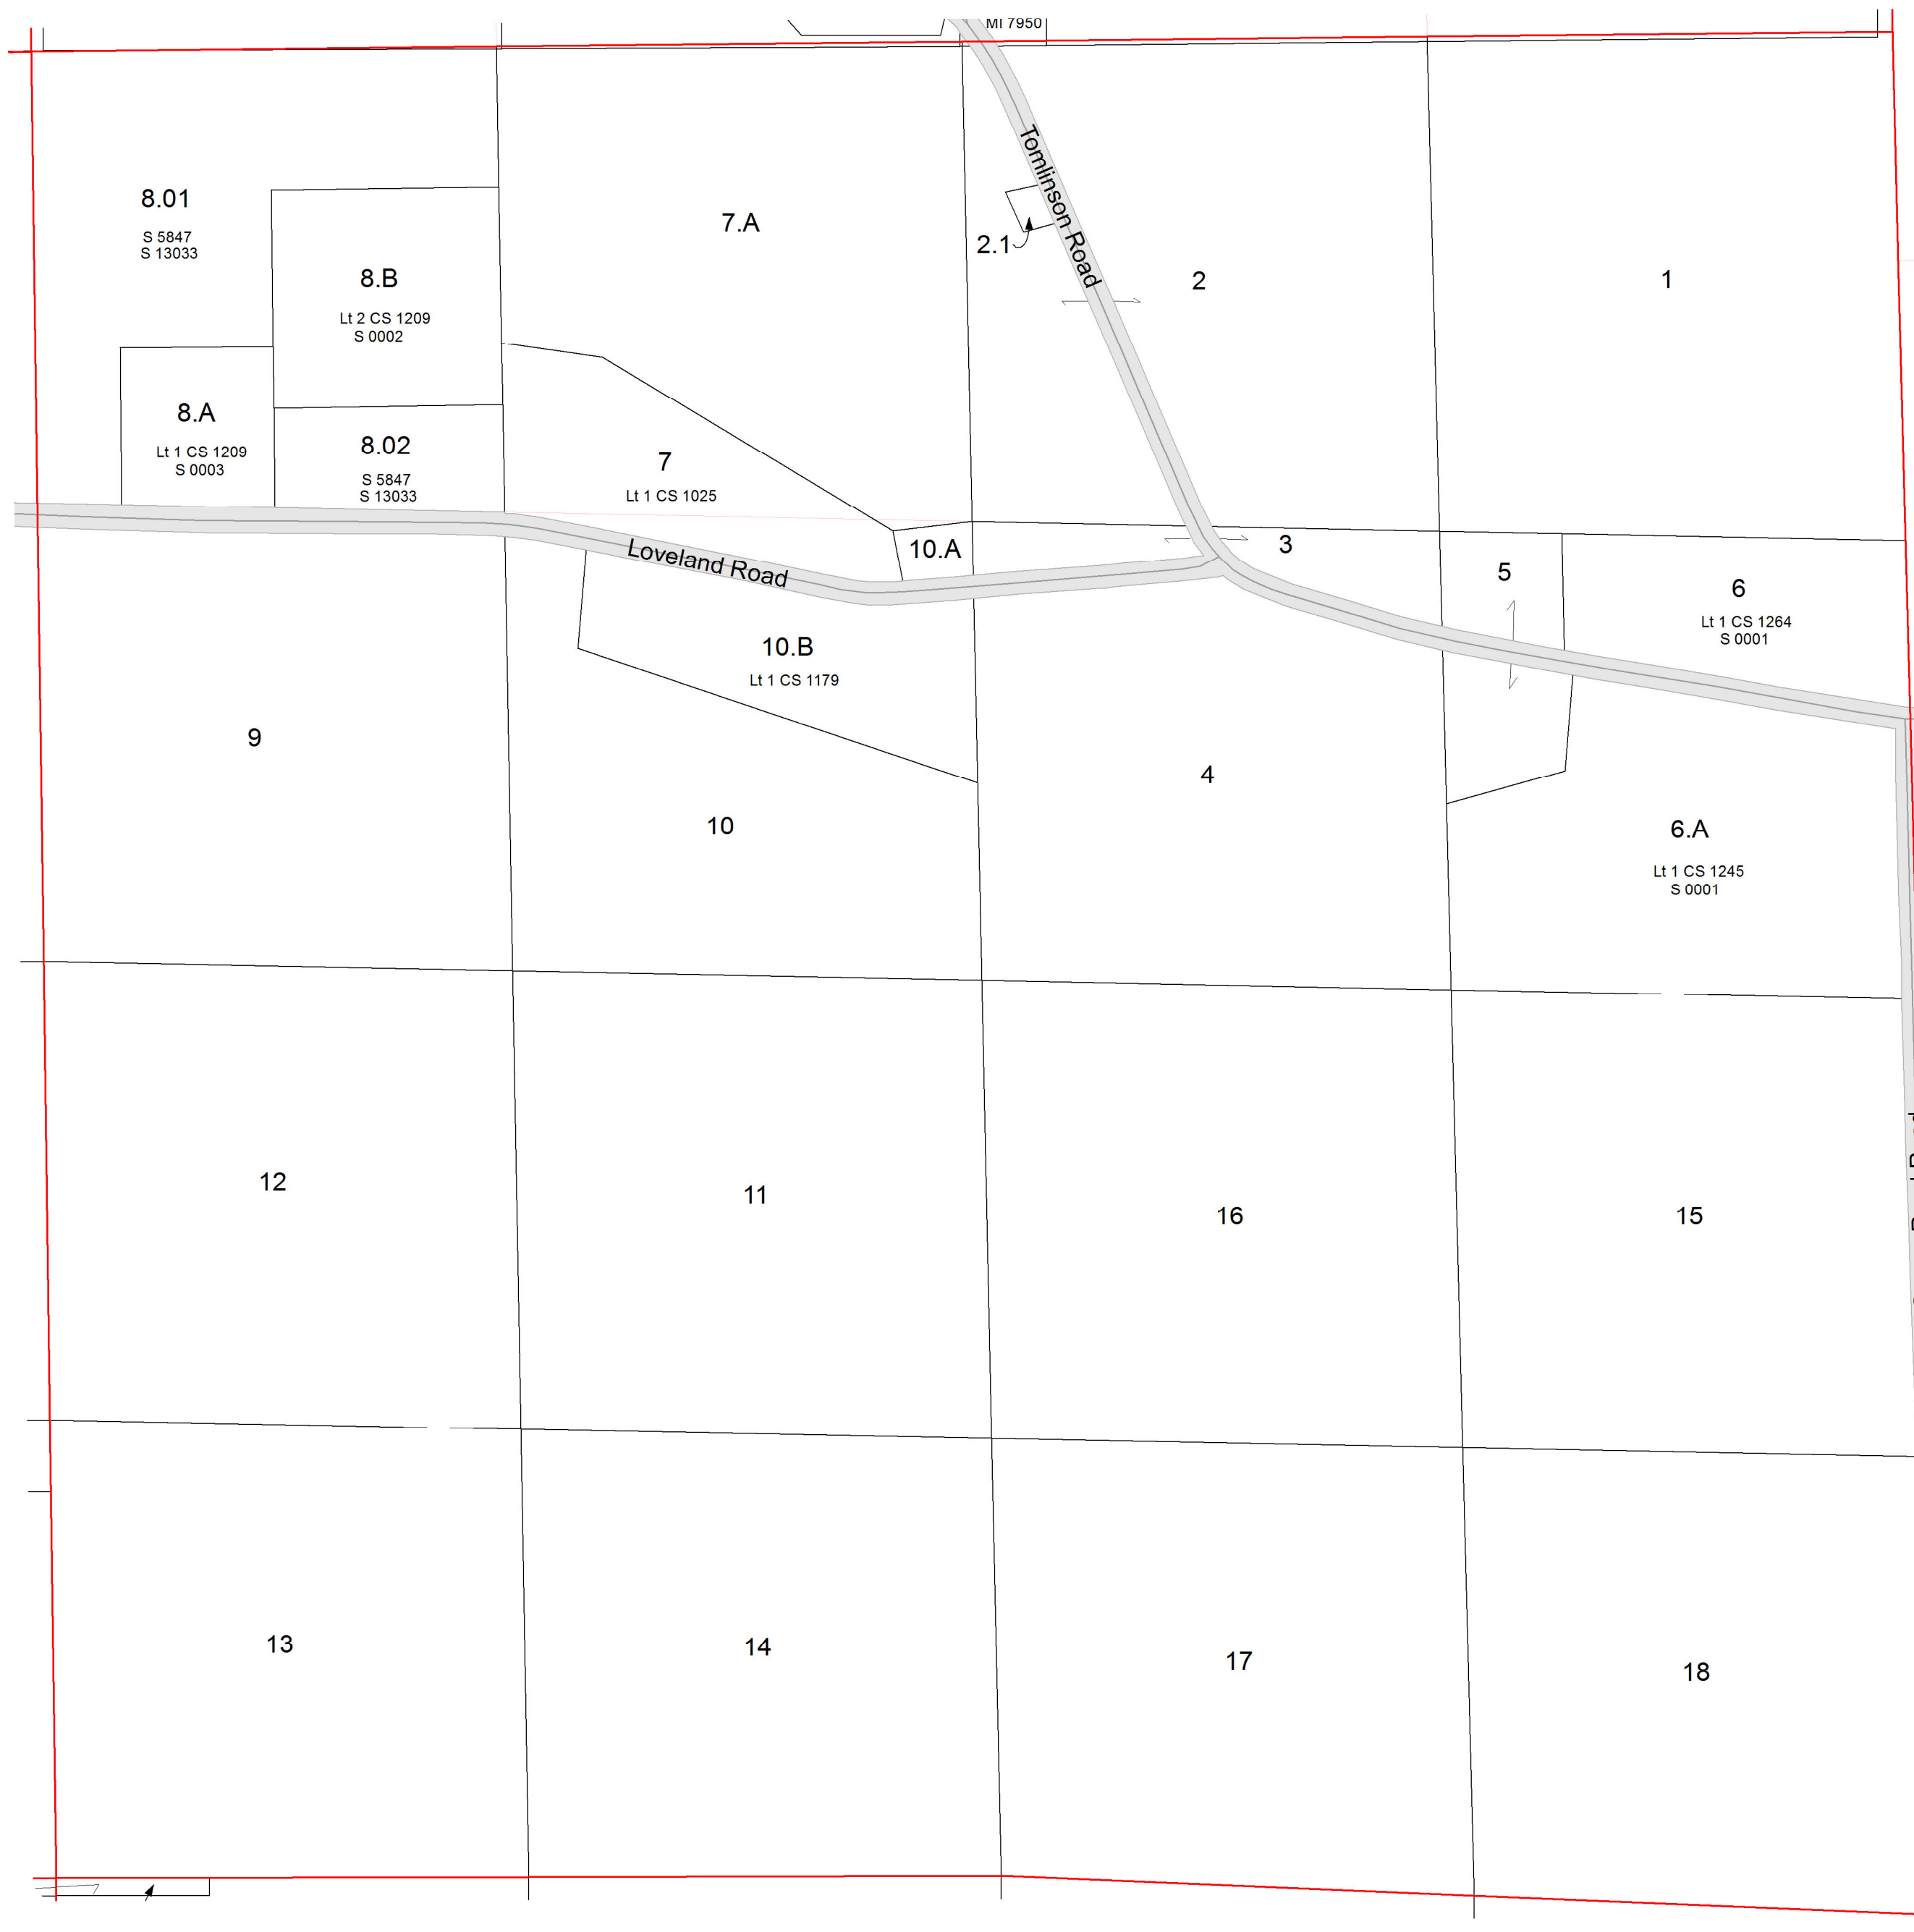 MI 7950
8.01
S 5847
S 13033
8.B
Lt 2 CS 1209
S 0002
7.A
Tomlinson Road
2.1
2
1
8.A
Lt 1 CS 1209
S 0003
8.02
S 5847
S 13033
7
Lt 1 CS 1025
10.A
3
5
6
Lt 1 CS 1264
S 0001
Loveland Road
10.B
Lt 1 CS 1179
9
10
4
6.A
Lt 1 CS 1245
S 0001
12
11
16
15
13
14
17
18